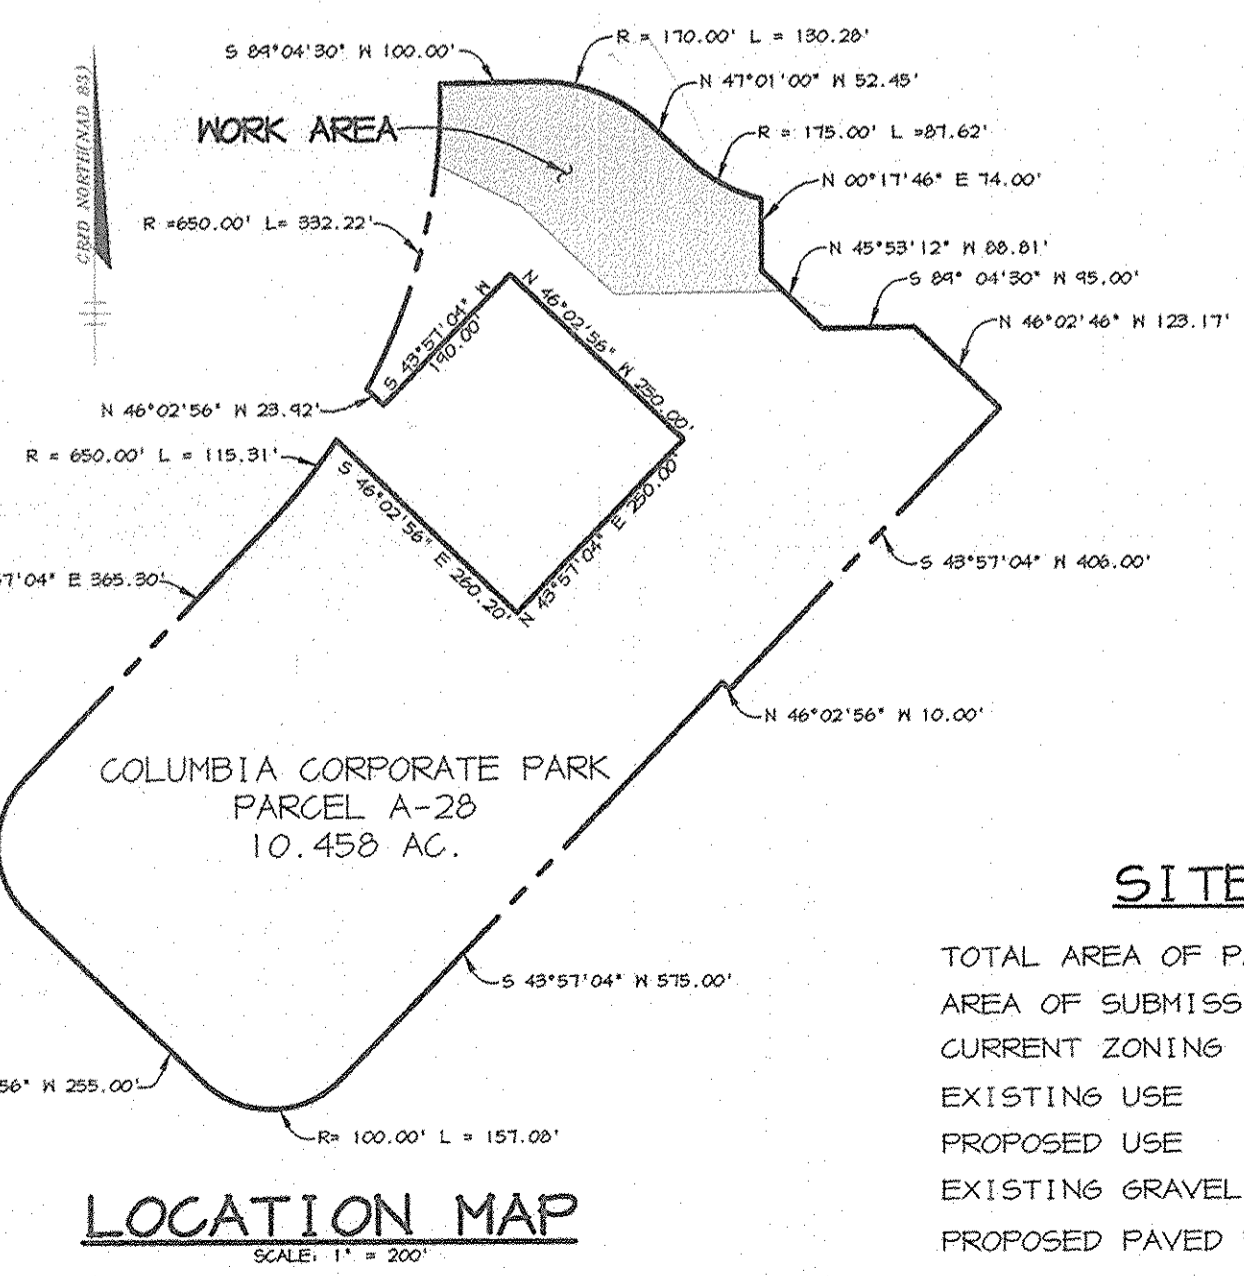 S 89°04'30" W 100.00'
R = 170.00' L = 130.28'
N 47°01'00" W 52.45'
WORK AREA
R = 175.00' L =87.62'
GRID NORTH(NAD 83)
N 00°17'46" E 74.00'
R =650.00' L= 332.22'
N 45°53'12" W 88.81'
S 89° 04'30" W 95.00'
N 46°02'46" W 123.17'
S 43°57'04" W
190.00'
N 46°02'56" W 250.00'
N 46°02'56" W 23.92'
R = 650.00' L = 115.31'
S 46°02'56" E 260.20'
N 43°57'04" E 250.00'
S 43°57'04" W 406.00'
57'04" E 365.30'
N 46°02'56" W 10.00'
COLUMBIA CORPORATE PARK
PARCEL A-28
10.458 AC.
SITE
TOTAL AREA OF PA
AREA OF SUBMISS
S 43°57'04" W 575.00'
CURRENT ZONING
56" W 255.00'
EXISTING USE
R= 100.00' L = 157.08'
PROPOSED USE
EXISTING GRAVEL
LOCATION MAP
PROPOSED PAVED
SCALE: 1" = 200'